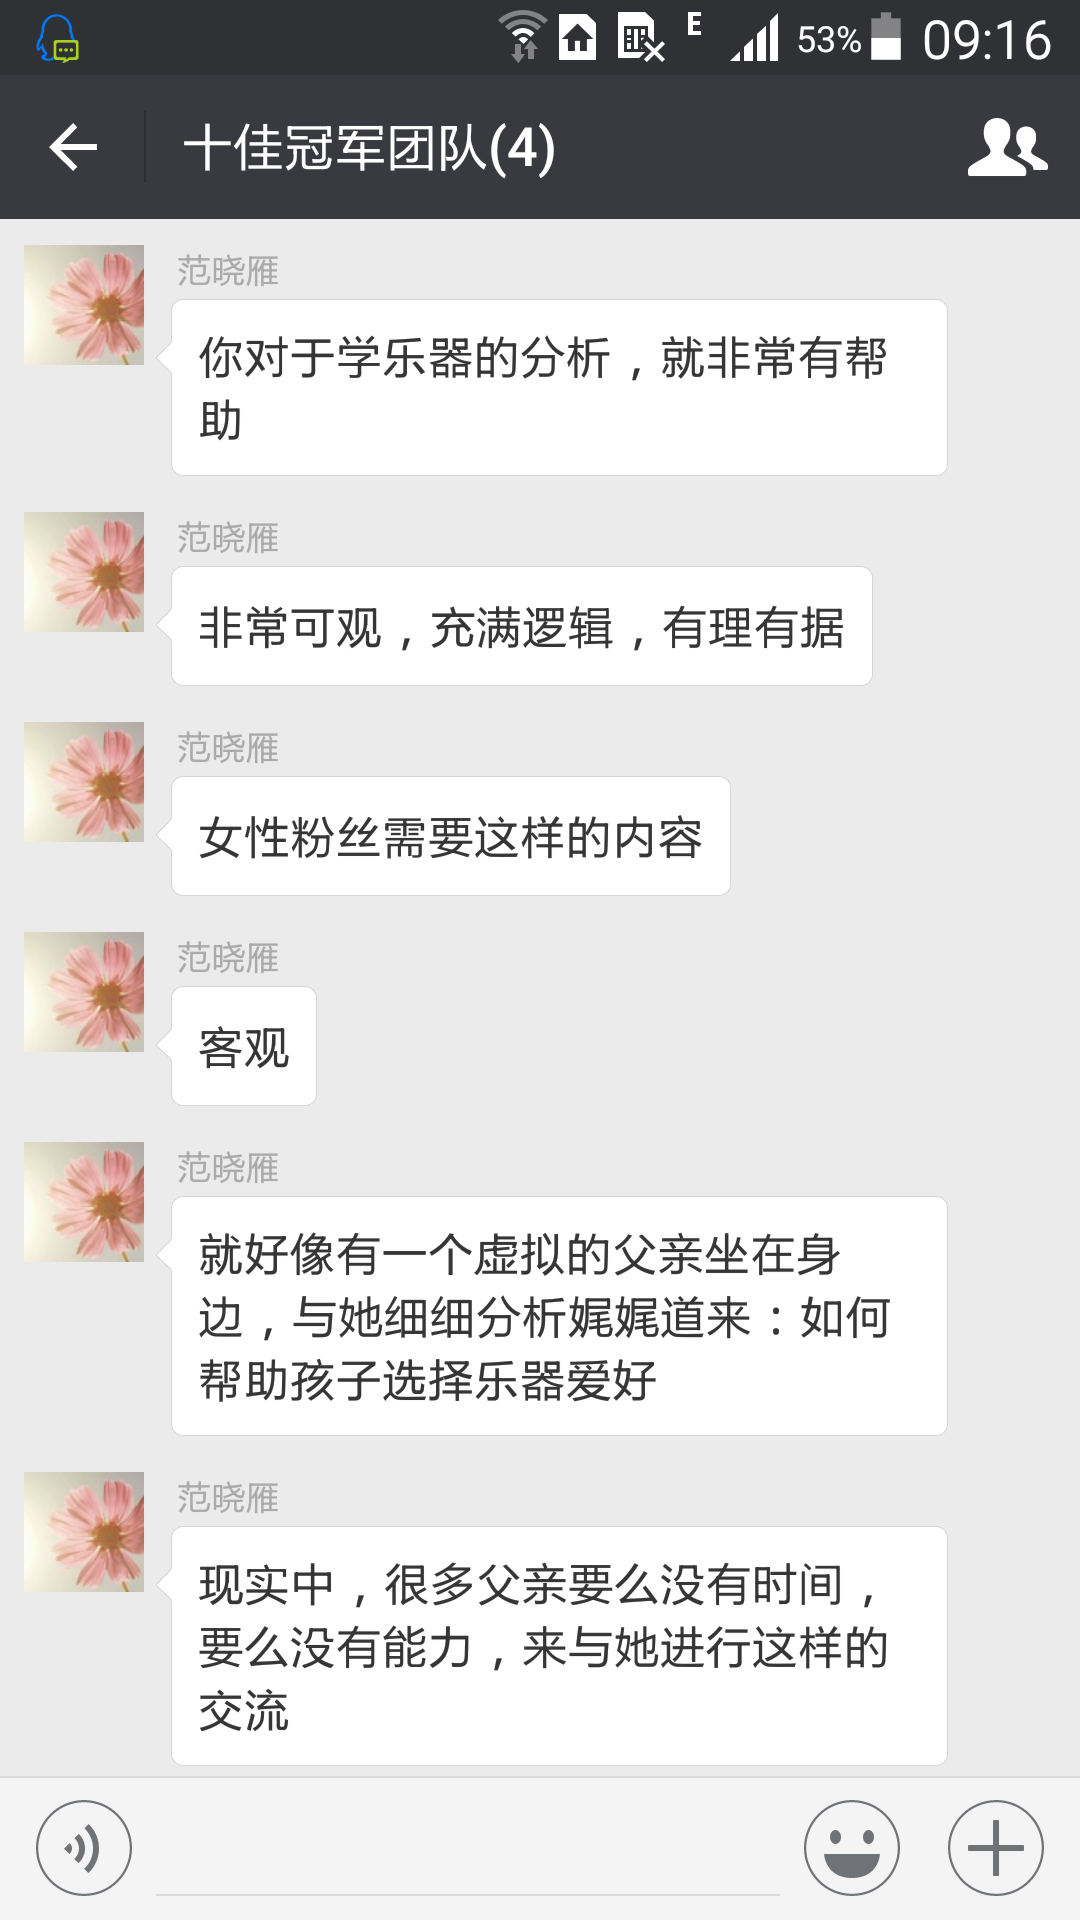 E
53%
09:16
十佳冠军团队(4)
范晓雁
你对于学乐器的分析，就非常有帮
助
范晓雁
非常可观，充满逻辑，有理有据
范晓雁
女性粉丝需要这样的内容
范晓雁
客观
范晓雁
就好像有一个虚拟的父亲坐在身
边，与她细细分析娓娓道来：如何
帮助孩子选择乐器爱好
范晓雁
现实中，很多父亲要么没有时间，
要么没有能力，来与她进行这样的
交流